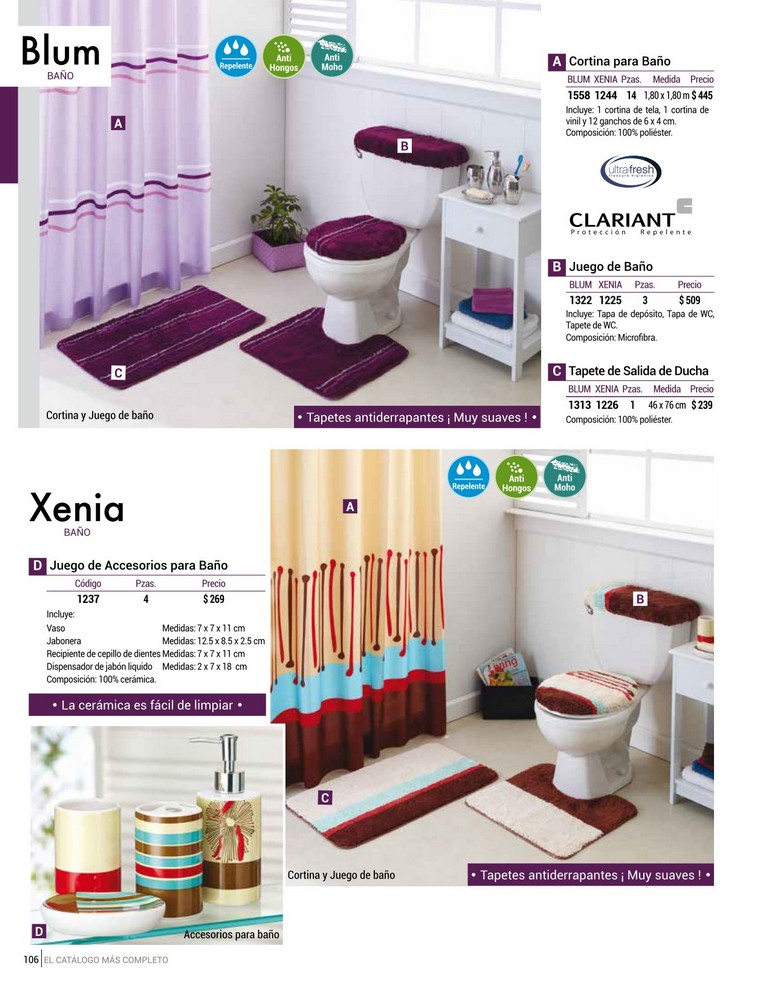 Blum
BAÑO
Repelente
Anti
Hongos
Anti
Moho
A
B
C
Cortina y Juego de baño
• Tapetes antiderrapantes ¡ Muy suaves ! •
A Cortina para Baño
BLUM XENIA Pzas. Medida Precio
1558 1244 14 1,80 x 1,80 m $ 445
Incluye: 1 cortina de tela, 1 cortina de
vinil y 12 ganchos de 6 x 4 cm.
Composición: 100% poliéster.
ultra-fresh
CLARIANT
Protección Repelente
B Juego de Baño
BLUM XENIA Pzas. Precio
1322 1225 3 $ 509
Incluye: Tapa de depósito, Tapa de WC,
Tapete de WC.
Composición: Microfibra.
C Tapete de Salida de Ducha
BLUM XENIA Pzas. Medida Precio
1313 1226 1 46 x 76 cm $ 239
Composición: 100% poliéster.
Xenia
BAÑO
D Juego de Accesorios para Baño
Código Pzas. Precio
1237 4 $ 269
Incluye:
Vaso Medidas: 7 x 7 x 11 cm
Jabonera Medidas: 12.5 x 8.5 x 2.5 cm
Recipiente de cepillo de dientes Medidas: 7 x 7 x 11 cm
Dispensador de jabón liquido Medidas: 2 x 7 x 18 cm
Composición: 100% cerámica.
• La cerámica es fácil de limpiar •
D
Accesorios para baño
Repelente
Anti
Hongos
Anti
Moho
A
B
Living
C
Cortina y Juego de baño
• Tapetes antiderrapantes ¡ Muy suaves ! •
106 EL CATÁLOGO MÁS COMPLETO